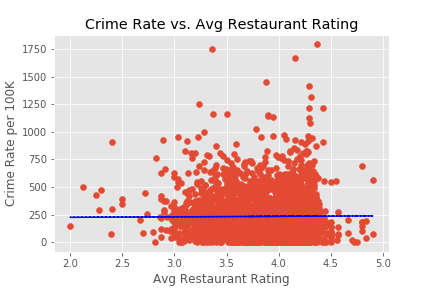 Crime Rate vs. Avg Restaurant Rating
Crime Rate per 100K
1750
1500
1250
1000
750
500
250
0
2.0 2.5 3.0 3.5 4.0 4.5 5.0
Avg Restaurant Rating